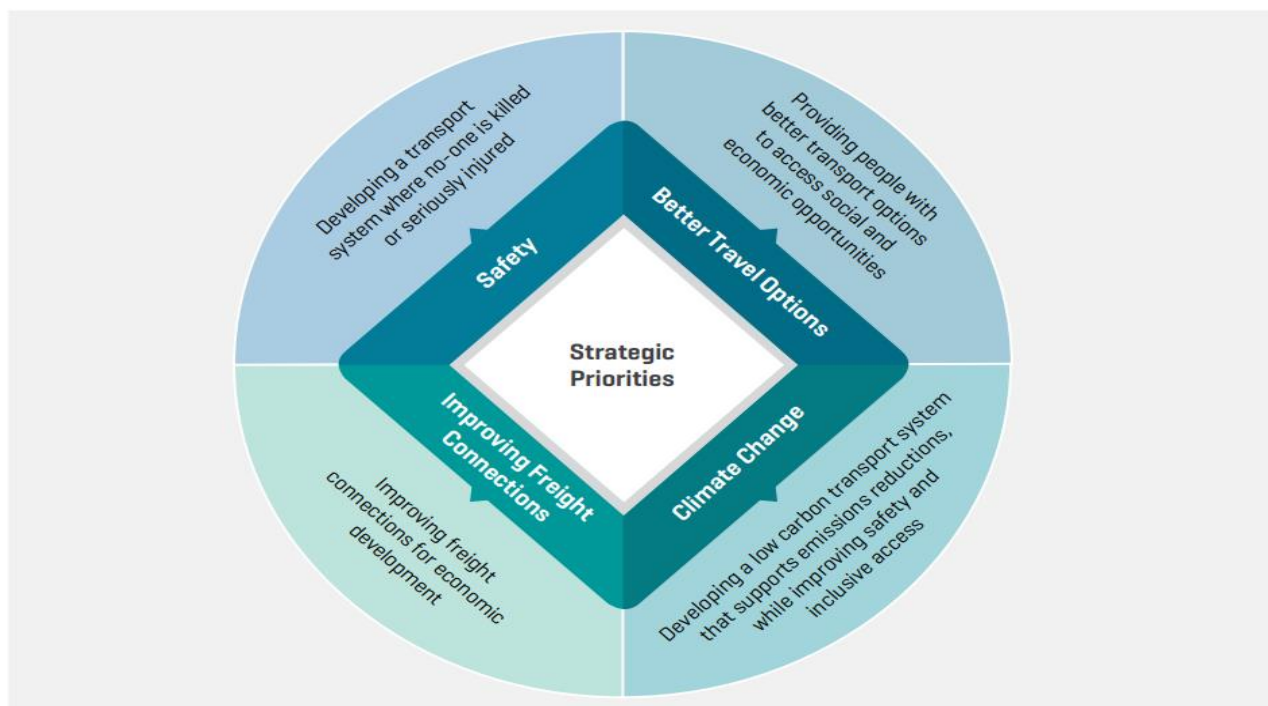 Developing a transport
system where no-one is killed
or seriously injured
Safety
Providing people with
better transport options
to access social and
economic opportunities
Better Travel Options
Strategic
Priorities
Improving Freight
Connections
Improving freight
connections for economic
development
Climate Change
Developing a low carbon transport system
that supports emissions reductions,
while improving safety and
inclusive access